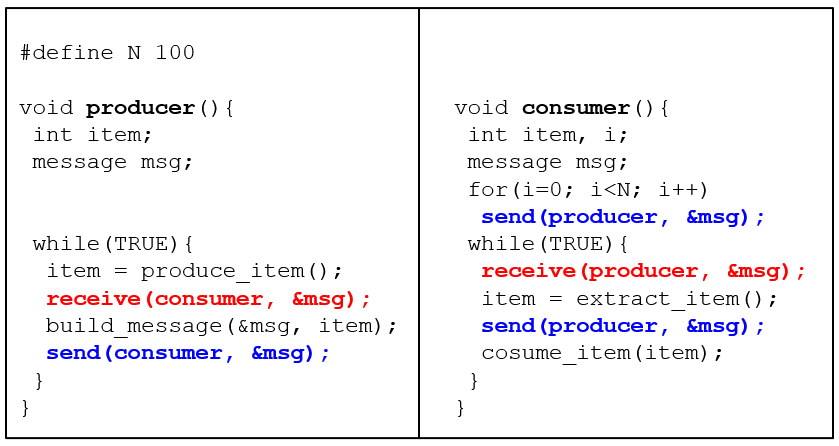 #define N 100
void producer(){
int item;
message msg;
while(TRUE){
item = produce_item();
receive(consumer, &msg);
build_message(&msg, item);
send(consumer, &msg);
}
}
void consumer(){
int item, i;
message msg;
for(i=0; i<N; i++)
send(producer, &msg);
while(TRUE){
receive(producer, &msg);
item = extract_item();
send(producer, &msg);
cosume_item(item);
}
}